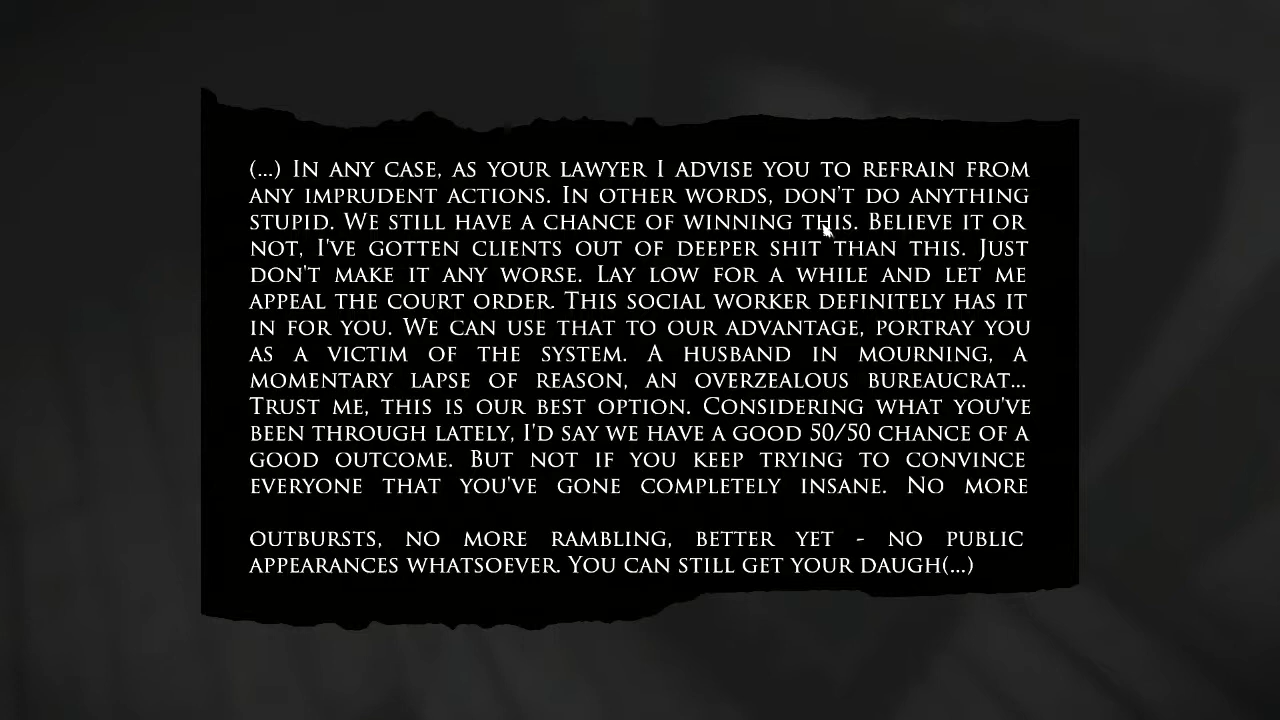 (...) In any case, as your lawyer I advise you to refrain from
any imprudent actions. In other words, don't do anything
stupid. We still have a chance of winning this. Believe it or
not, I've gotten clients out of deeper shit than this. Just
don't make it any worse. Lay low for a while and let me
appeal the court order. This social worker definitely has it
in for you. We can use that to our advantage, portray you
as a victim of the system. A husband in mourning, a
momentary lapse of reason, an overzealous bureaucrat...
Trust me, this is our best option. Considering what you've
been through lately, I'd say we have a good 50/50 chance of a
good outcome. But not if you keep trying to convince
everyone that you've gone completely insane. No more
outbursts, no more rambling, better yet - no public
appearances whatsoever. You can still get your daugh(...)